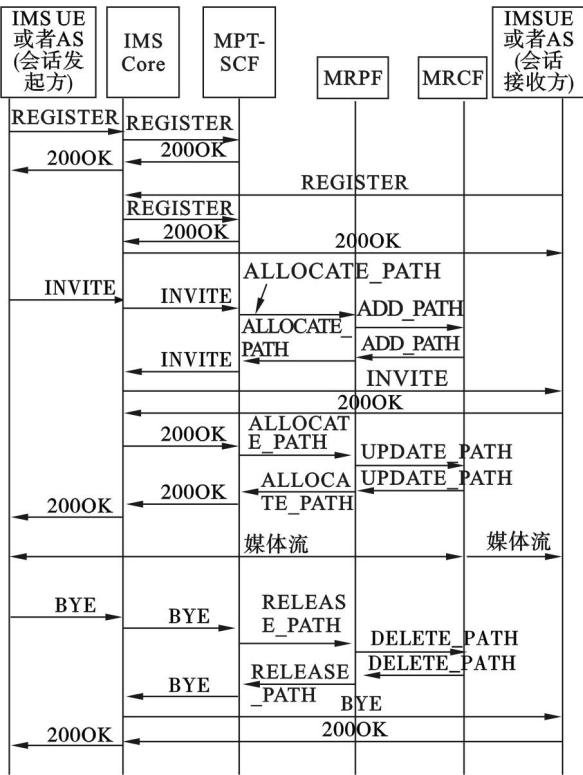 IMS UE
或者AS
(会话发
起方)
IMS
Core
MPT-
SCF
MRPF
MRCF
IMSUE
或者AS
(会话
接收方)
REGISTER
REGISTER
200OK
200OK
REGISTER
REGISTER
200OK
200OK
ALLOCATE_PATH
INVITE
INVITE
ADD_PATH
ALLOCATE_
PATH
ADD_PATH
INVITE
INVITE
200OK
ALLOCAT
E_PATH
200OK
UPDATE_PATH
ALLOCA
TE_PATH
UPDATE_PATH
200OK
200OK
媒体流
媒体流
BYE
BYE
RELEAS
E_PATH
DELETE_PATH
DELETE_PATH
RELEASE
_PATH
BYE
BYE
200OK
200OK